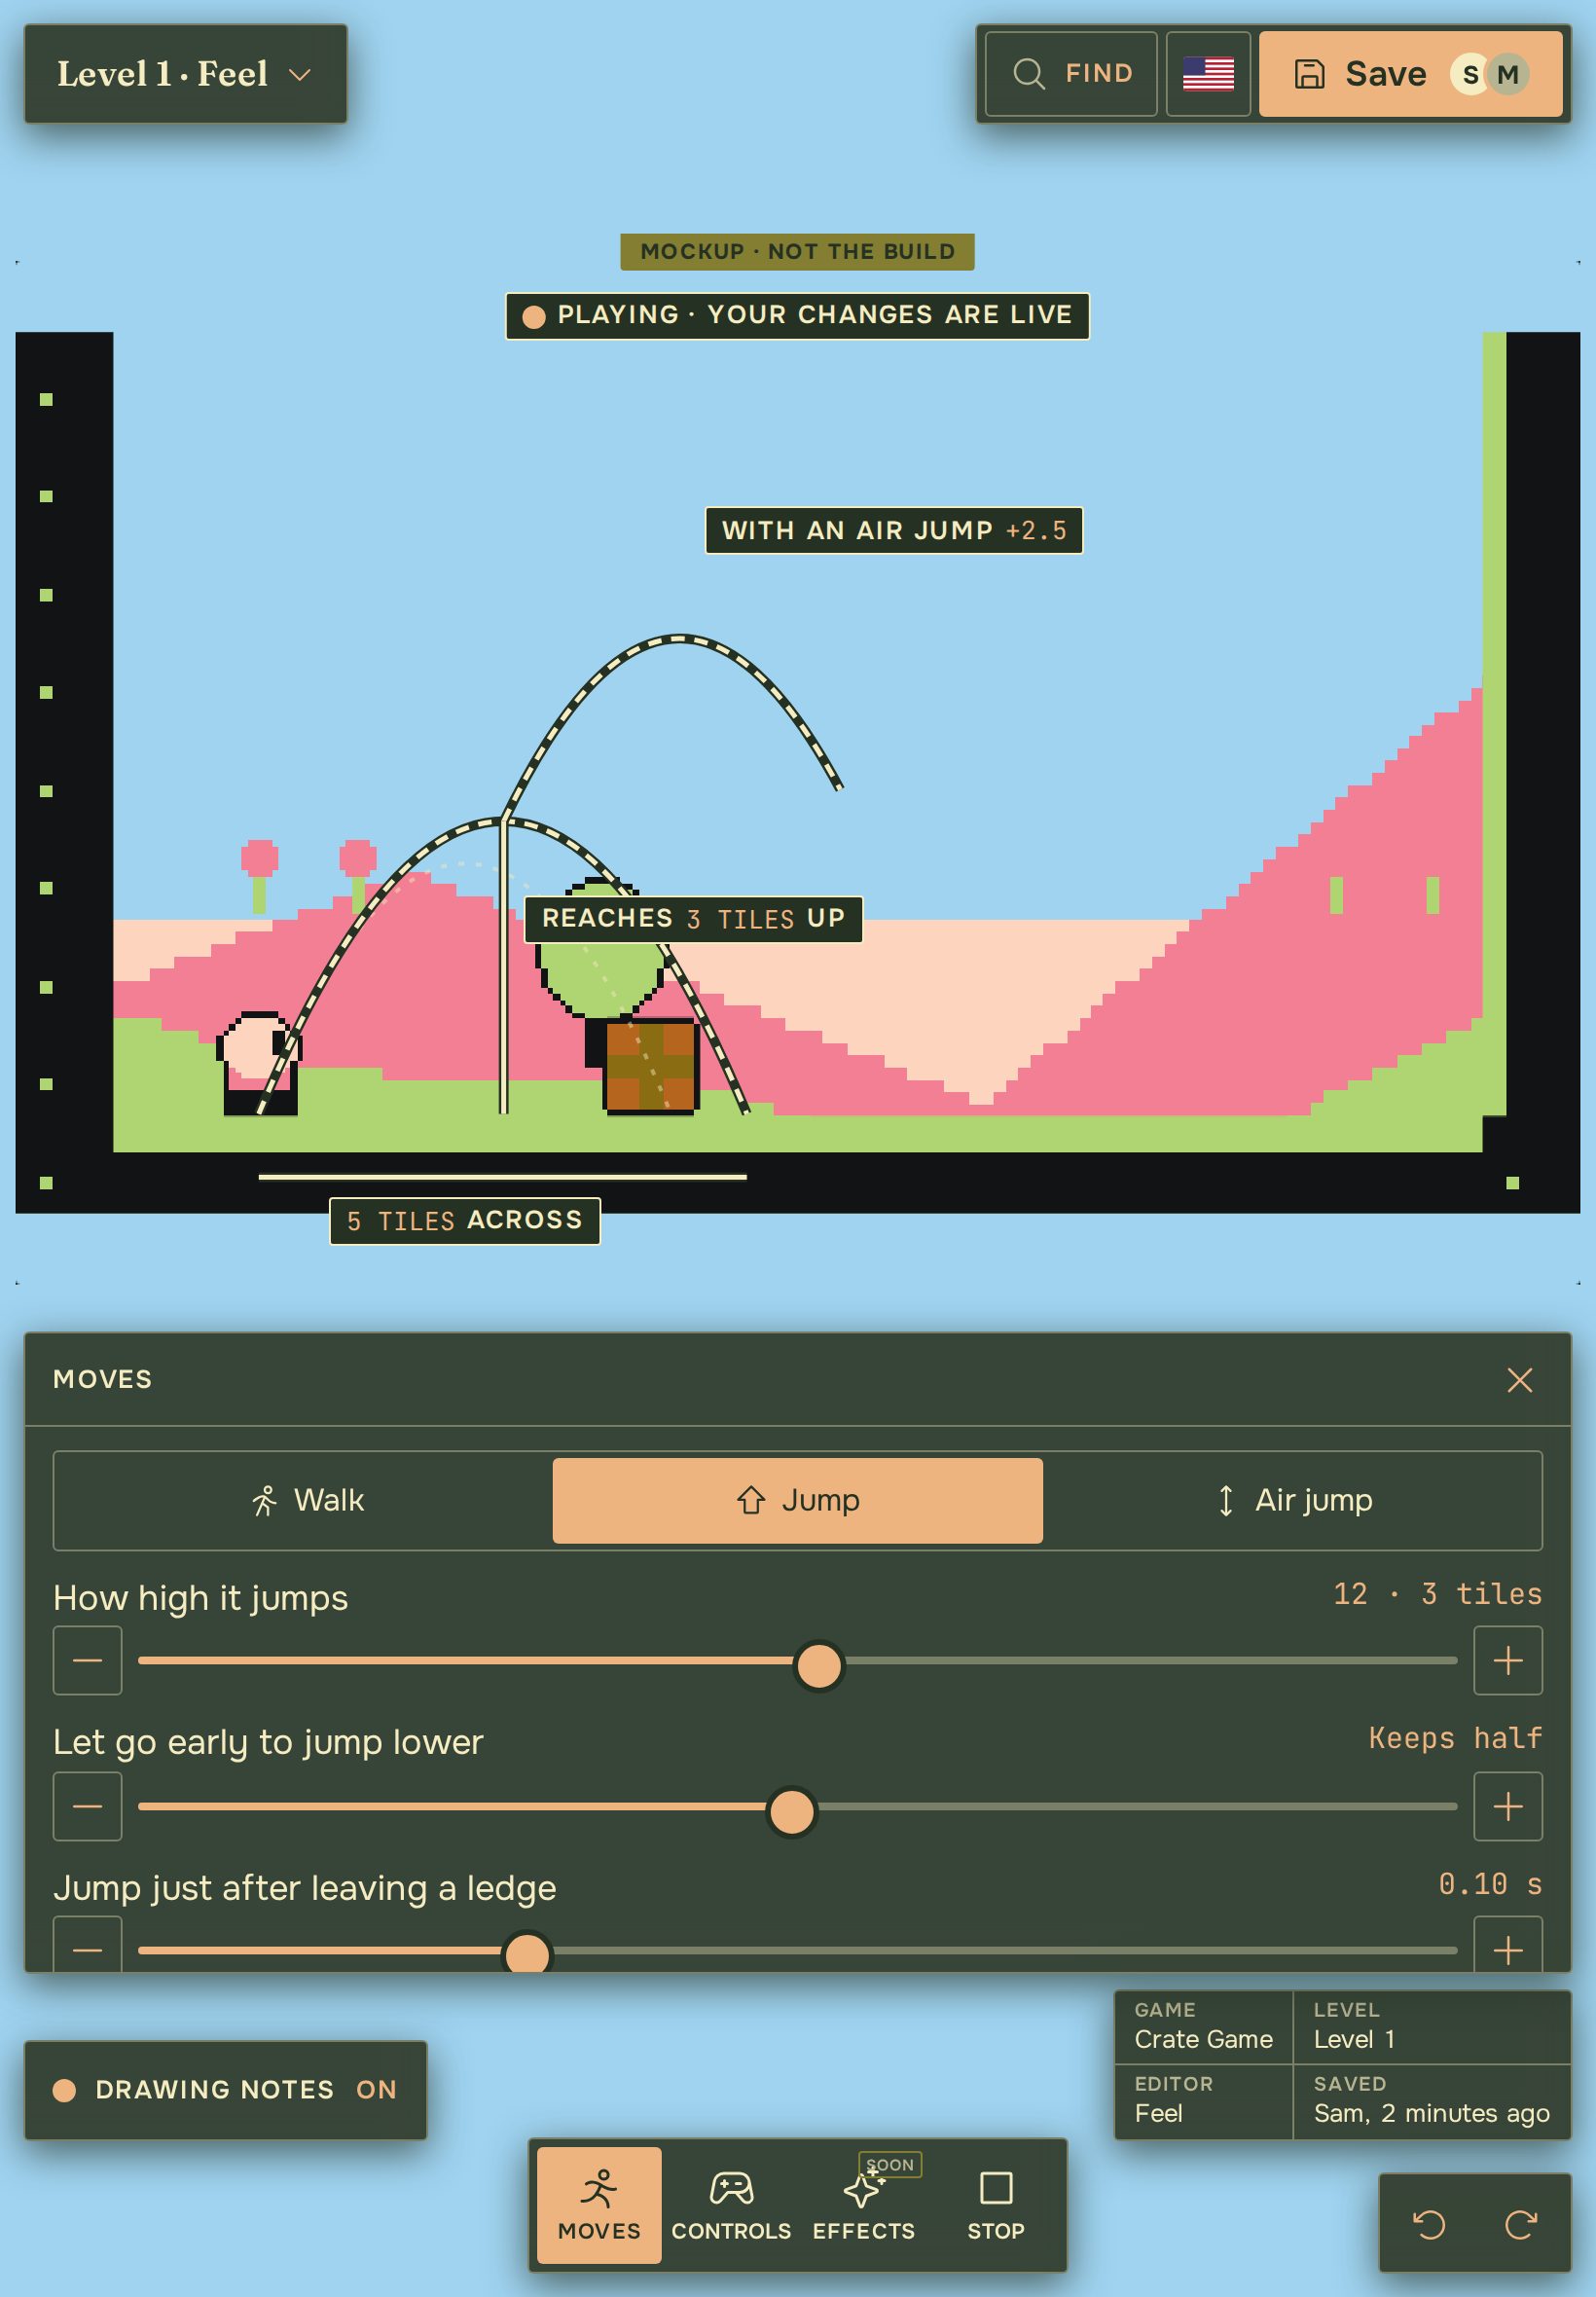 Level 1 · Feel
FIND
Save
S
M
MOCKUP · NOT THE BUILD
PLAYING · YOUR CHANGES ARE LIVE
WITH AN AIR JUMP +2.5
REACHES 3 TILES UP
5 TILES ACROSS
MOVES
Walk
Jump
Air jump
How high it jumps
12 · 3 tiles
Let go early to jump lower
Keeps half
Jump just after leaving a ledge
0.10 s
GAME
Crate Game
LEVEL
Level 1
EDITOR
Feel
SAVED
Sam, 2 minutes ago
DRAWING NOTES ON
MOVES
CONTROLS
SOON
EFFECTS
STOP